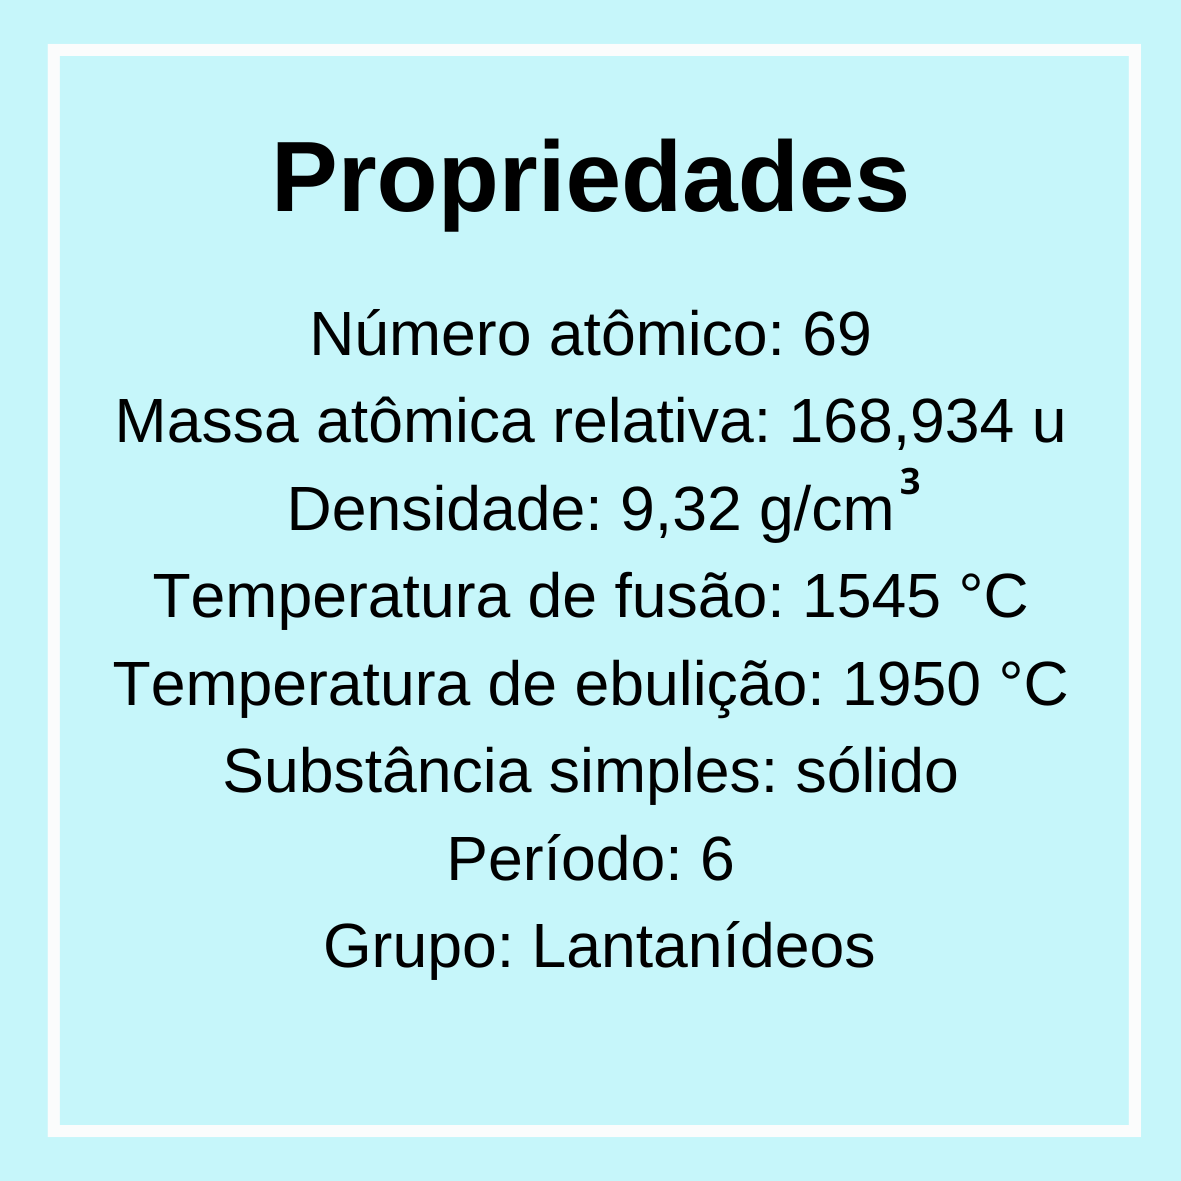 Propriedades
Número atômico: 69
Massa atômica relativa: 168,934 u
Densidade: 9,32 g/cm³
Temperatura de fusão: 1545 °C
Temperatura de ebulição: 1950 °C
Substância simples: sólido
Período: 6
Grupo: Lantanídeos